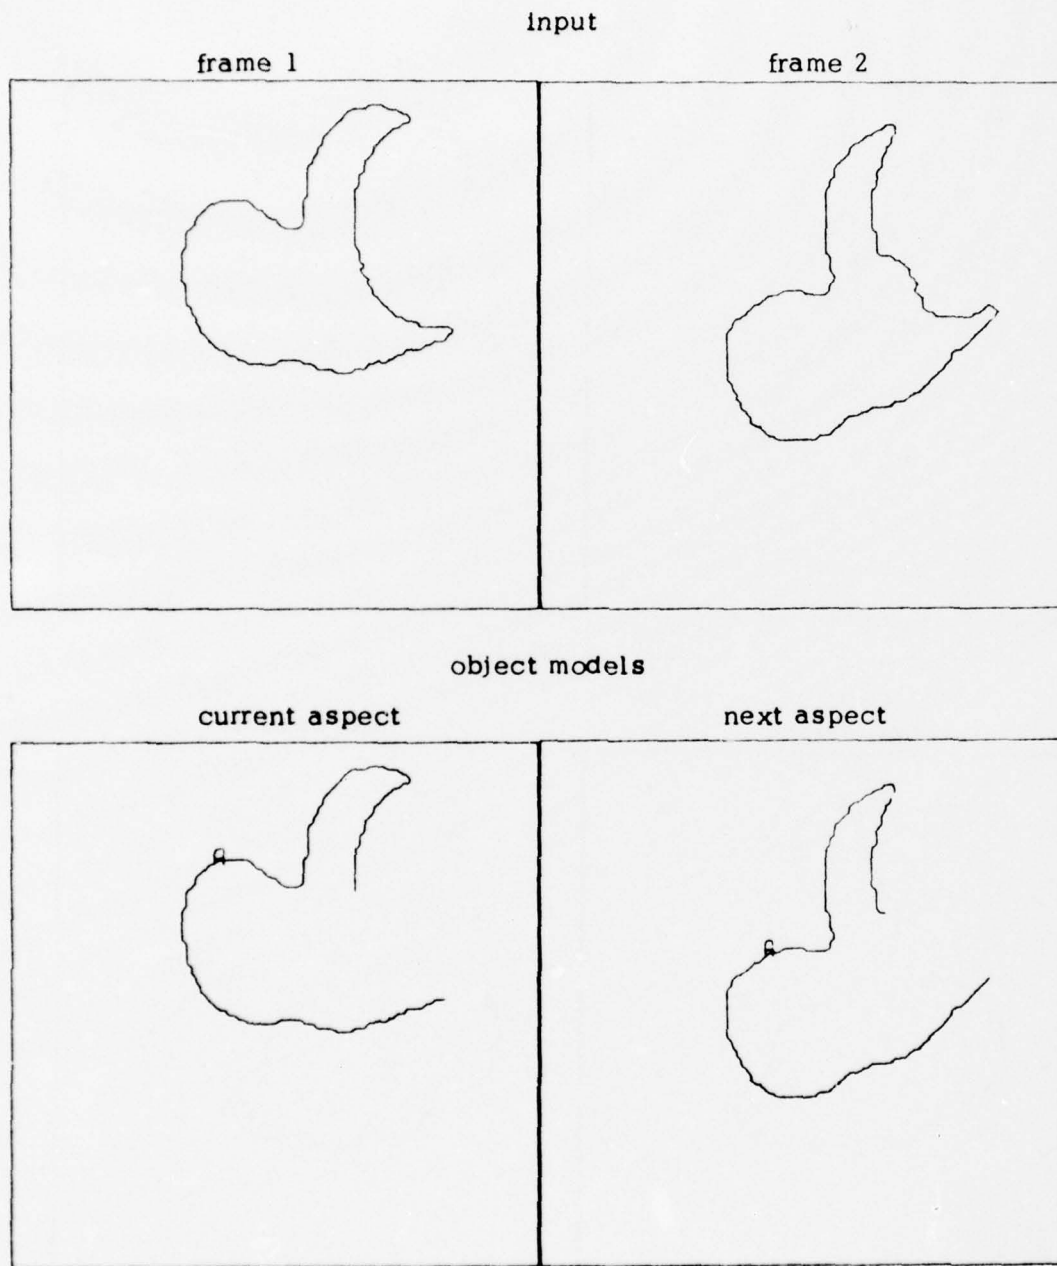 input
frame 1
frame 2
object models
current aspect
next aspect